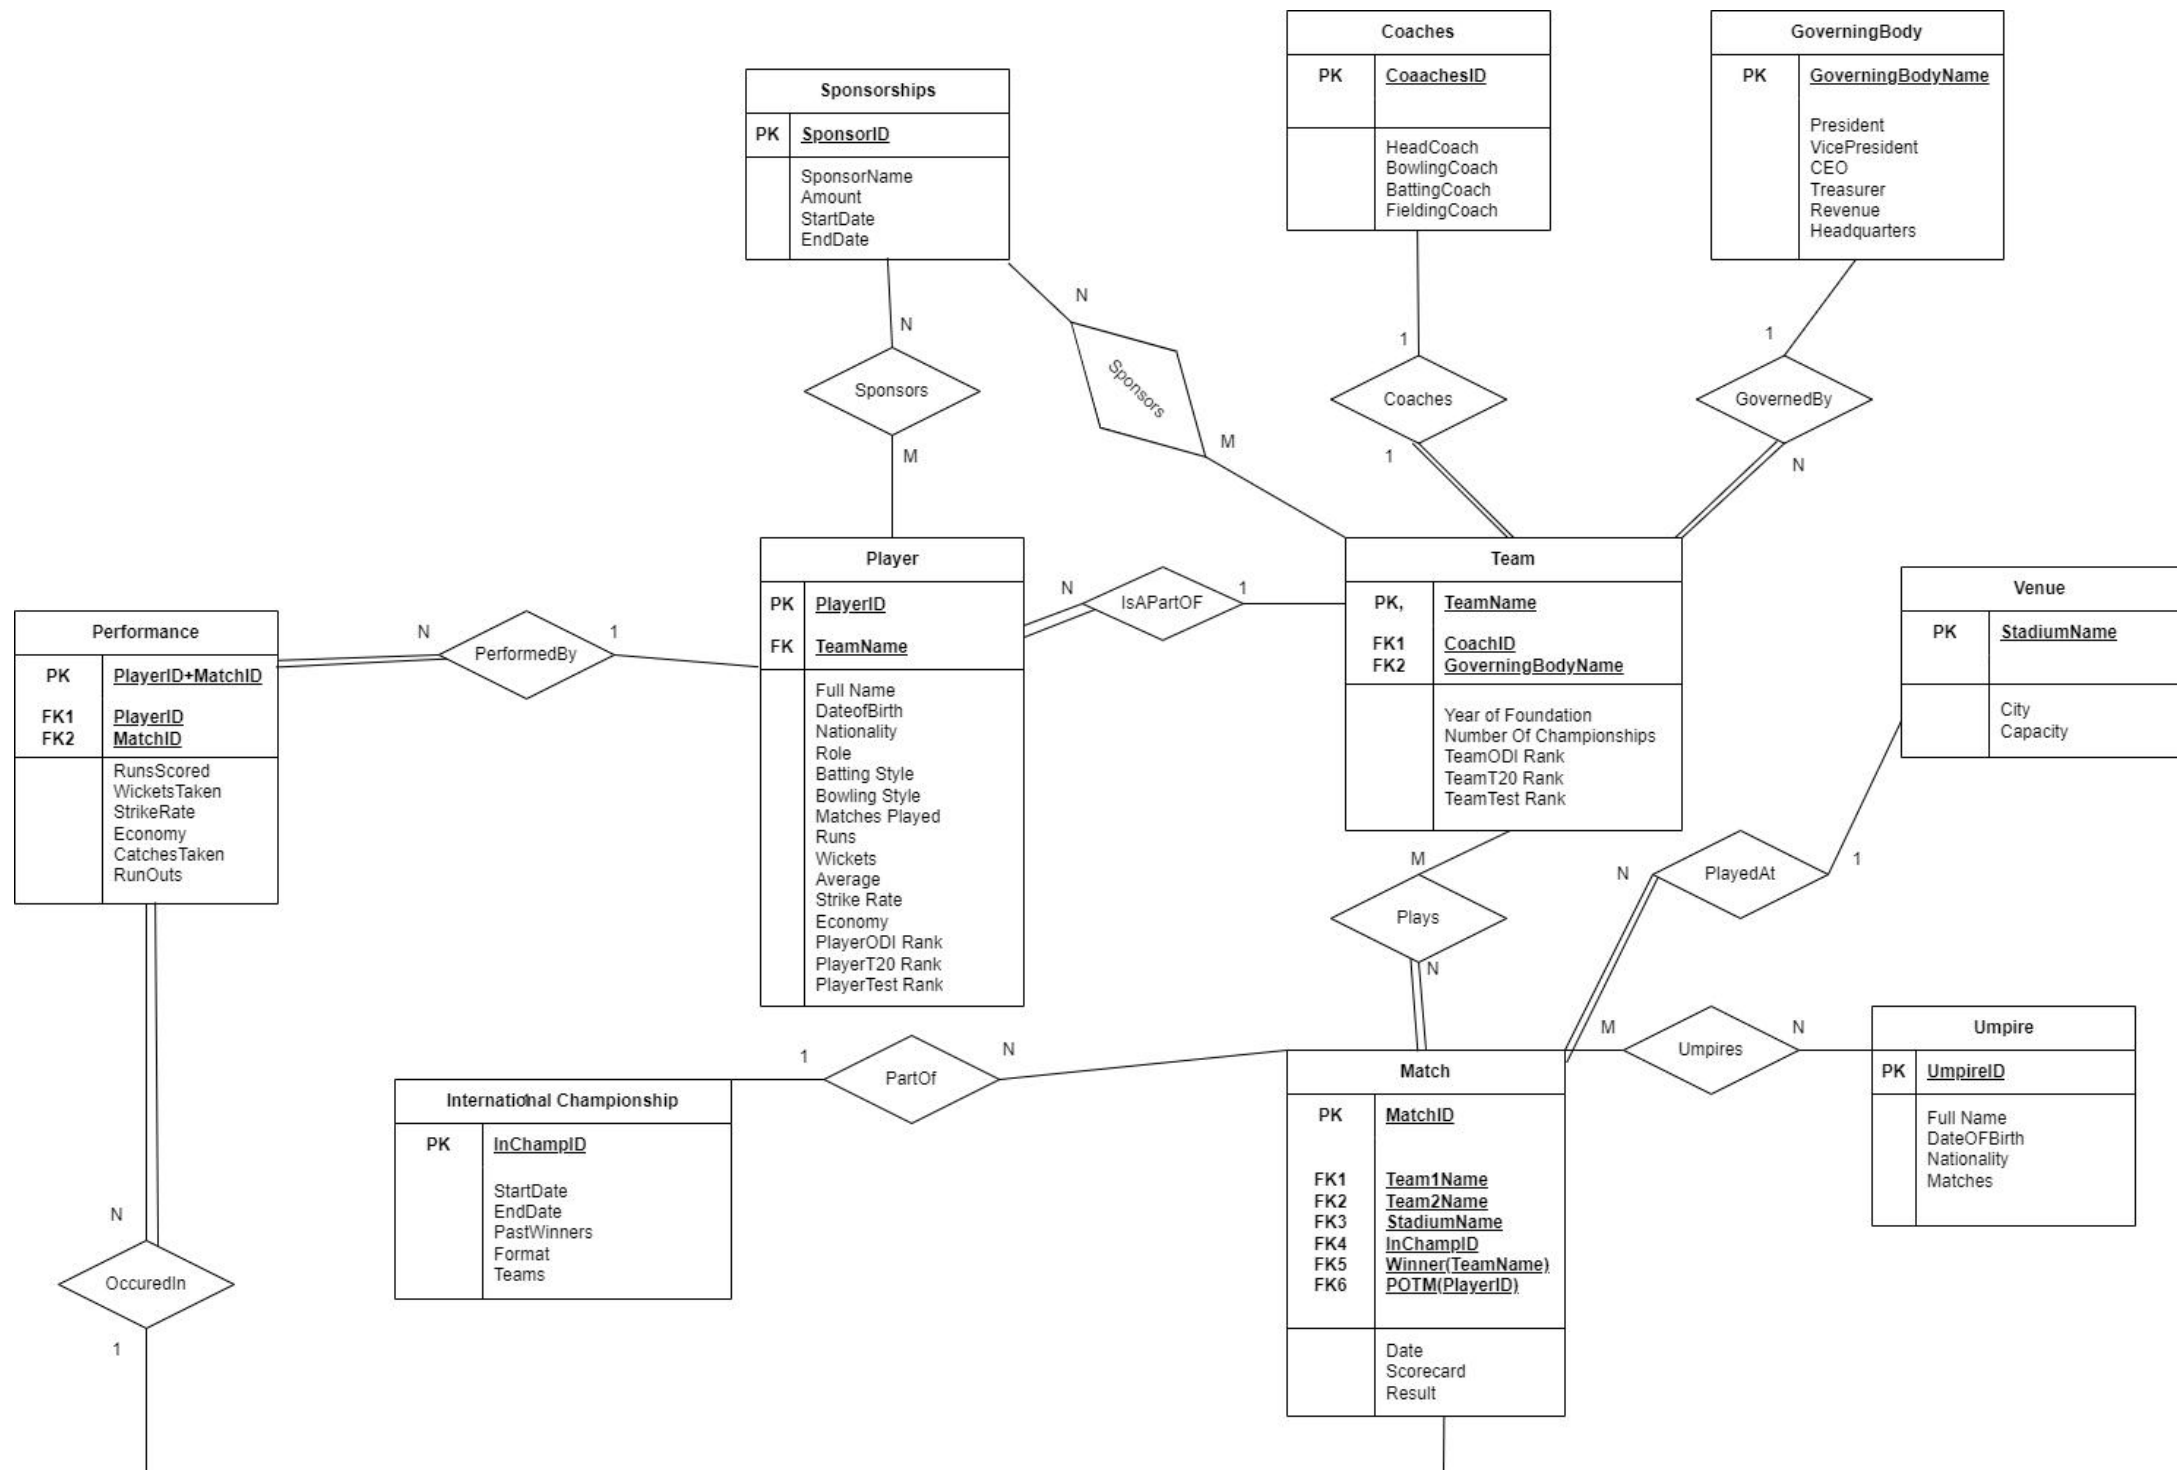 Coaches
PK CoaachesID
HeadCoach
BowlingCoach
BattingCoach
FieldingCoach
GoverningBody
PK GoverningBodyName
President
VicePresident
CEO
Treasurer
Revenue
Headquarters
Sponsorships
PK SponsorID
SponsorName
Amount
StartDate
EndDate
N
Sponsors
M
N
Sponsors
M
1
Coaches
1
1
GovernedBy
N
Player
PK PlayerID
FK TeamName
Full Name
DateofBirth
Nationality
Role
Batting Style
Bowling Style
Matches Played
Runs
Wickets
Average
Strike Rate
Economy
PlayerODI Rank
PlayerT20 Rank
PlayerTest Rank
N
IsAPartOF
1
Team
PK, TeamName
FK1 CoachID
FK2 GoverningBodyName
Year of Foundation
Number Of Championships
TeamODI Rank
TeamT20 Rank
TeamTest Rank
Venue
PK StadiumName
City
Capacity
Performance
PK PlayerID+MatchID
FK1 PlayerID
FK2 MatchID
RunsScored
WicketsTaken
StrikeRate
Economy
CatchesTaken
RunOuts
N
PerformedBy
1
M
Plays
N
N
PlayedAt
1
M
Umpires
N
Umpire
PK UmpireID
Full Name
DateOFBirth
Nationality
Matches
1
PartOf
N
International Championship
PK InChampID
StartDate
EndDate
PastWinners
Format
Teams
Match
PK MatchID
FK1 Team1Name
FK2 Team2Name
FK3 StadiumName
FK4 InChampID
FK5 Winner(TeamName)
FK6 POTM(PlayerID)
Date
Scorecard
Result
N
OccuredIn
1